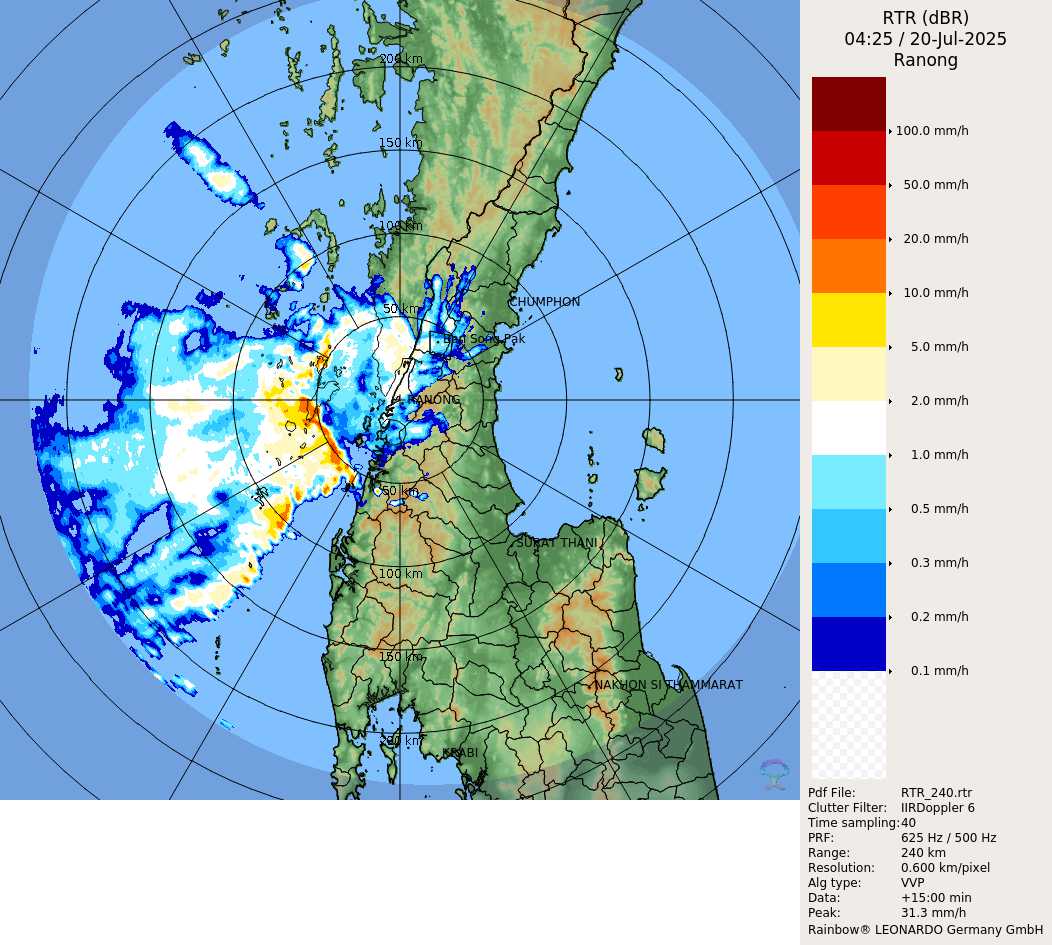 200 km
150 km
100 km
50 km
CHUMPHON
Ban Song Pak
RANONG
50 km
SURAT THANI
100 km
150 km
NAKHON SI THAMMARAT
200 km
KRABI
RTR (dBR)
04:25 / 20-Jul-2025
Ranong
100.0 mm/h
50.0 mm/h
20.0 mm/h
10.0 mm/h
5.0 mm/h
2.0 mm/h
1.0 mm/h
0.5 mm/h
0.3 mm/h
0.2 mm/h
0.1 mm/h
Pdf File: RTR_240.rtr
Clutter Filter: IIRDoppler 6
Time sampling:40
PRF: 625 Hz / 500 Hz
Range: 240 km
Resolution: 0.600 km/pixel
Alg type: VVP
Data: +15:00 min
Peak: 31.3 mm/h
Rainbow® LEONARDO Germany GmbH